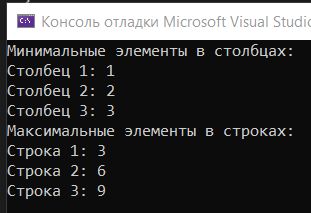 Консоль отладки Microsoft Visual Studio
Минимальные элементы в столбцах:
Столбец 1: 1
Столбец 2: 2
Столбец 3: 3
Максимальные элементы в строках:
Строка 1: 3
Строка 2: 6
Строка 3: 9